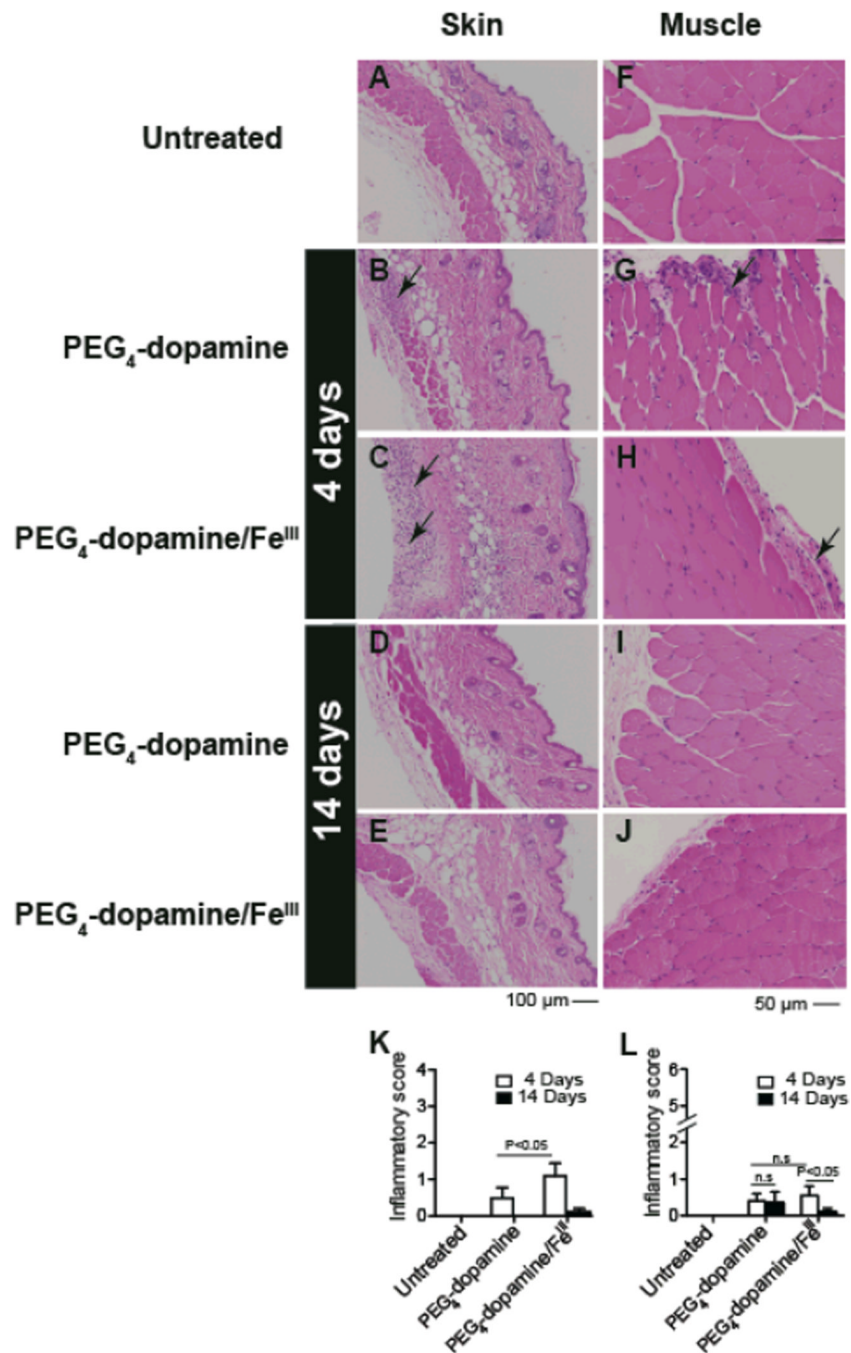 Skin Muscle
A F
Untreated
B G
PEG4-dopamine
4 days
C H
PEG4-dopamine/FeIII
D I
PEG4-dopamine
14 days
E J
PEG4-dopamine/FeIII
100 µm 50 µm
K
Inflammatory score
4
3
2
1
0
4 Days
14 Days
P<0.05
Untreated
PEG4-dopamine
PEG4-dopamine/FeIII
L
Inflammatory score
6
5
2
1
0
4 Days
14 Days
n.s
n.s
P<0.05
Untreated
PEG4-dopamine
PEG4-dopamine/FeIII